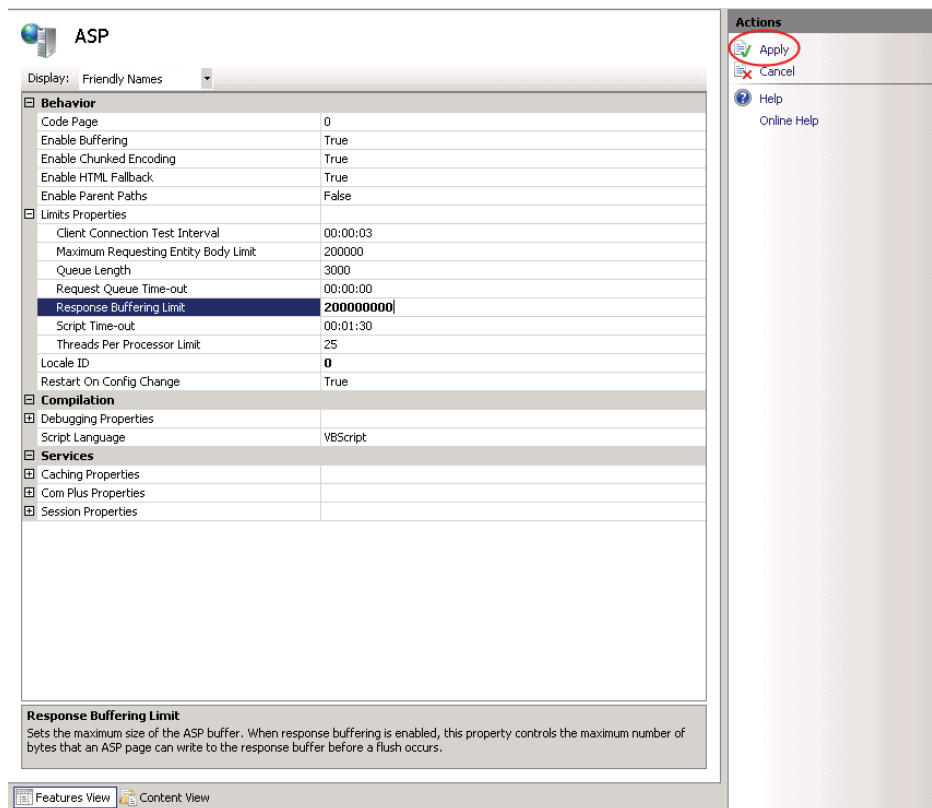 ASP
Display: Friendly Names
Behavior
Code Page 0
Enable Buffering True
Enable Chunked Encoding True
Enable HTML Fallback True
Enable Parent Paths False
Limits Properties
Client Connection Test Interval 00:00:03
Maximum Requesting Entity Body Limit 200000
Queue Length 3000
Request Queue Time-out 00:00:00
Response Buffering Limit 200000000
Script Time-out 00:01:30
Threads Per Processor Limit 25
Locale ID 0
Restart On Config Change True
Compilation
Debugging Properties
Script Language VBScript
Services
Caching Properties
Com Plus Properties
Session Properties
Response Buffering Limit
Sets the maximum size of the ASP buffer. When response buffering is enabled, this property controls the maximum number of
bytes that an ASP page can write to the response buffer before a flush occurs.
Features View Content View
Actions
Apply
Cancel
Help
Online Help